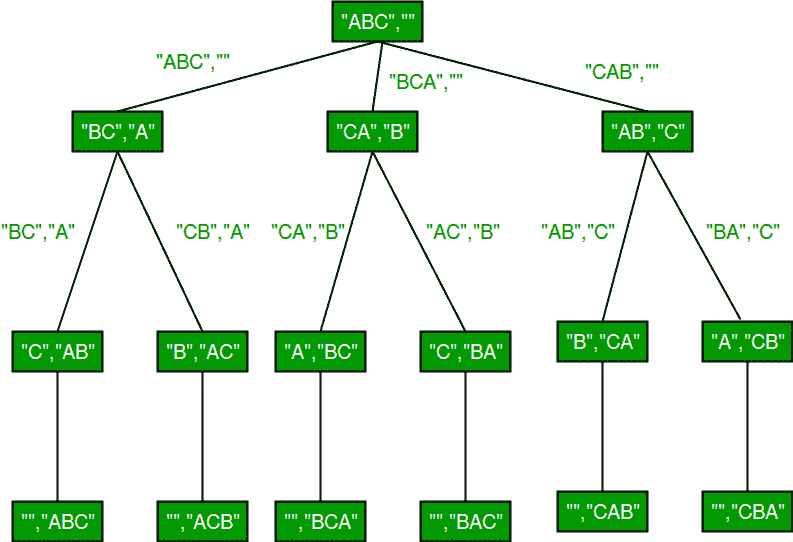 "ABC",""
"ABC",""
"BCA",""
"CAB",""
"BC","A"
"CA","B"
"AB","C"
"BC","A"
"CB","A"
"CA","B"
"AC","B"
"AB","C"
"BA","C"
"C","AB"
"B","AC"
"A","BC"
"C","BA"
"B","CA"
"A","CB"
"","ABC"
"","ACB"
"","BCA"
"","BAC"
"","CAB"
"","CBA"